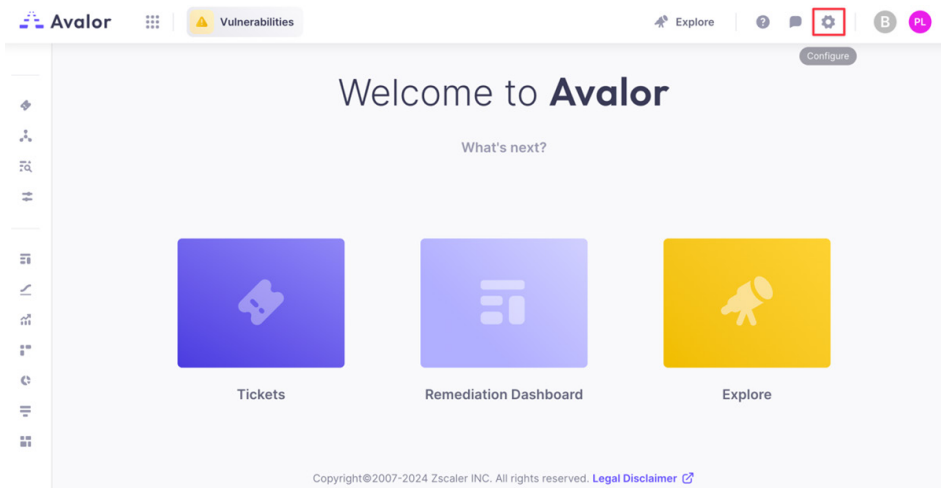 Avalor
Vulnerabilities
Explore
B
PL
Configure
Welcome to Avalor
What's next?
Tickets
Remediation Dashboard
Explore
Copyright©2007-2024 Zscaler INC. All rights reserved. Legal Disclaimer